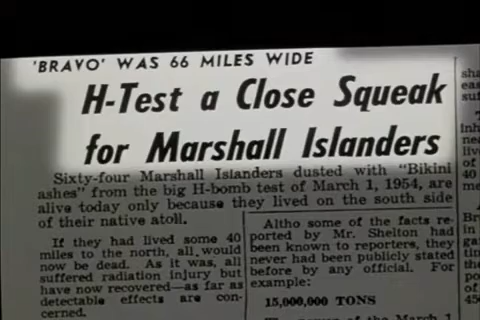 'BRAVO' WAS 66 MILES WIDE
H-Test a Close Squeak
for Marshall Islanders
Sixty-four Marshall Islanders dusted with "Bikini
ashes" from the big H-bomb test of March 1, 1954, are
alive today only because they lived on the south side
of their native atoll.
If they had lived some 40
miles to the north, all would
now be dead. As it was, all
suffered radiation injury but
have now recovered—as far as
detectable effects are con-
cerned.
Altho some of the facts re-
ported by Mr. Shelton had
been known to reporters, they
never had been publicly stated
before by any official. For
example:
15,000,000 TONS